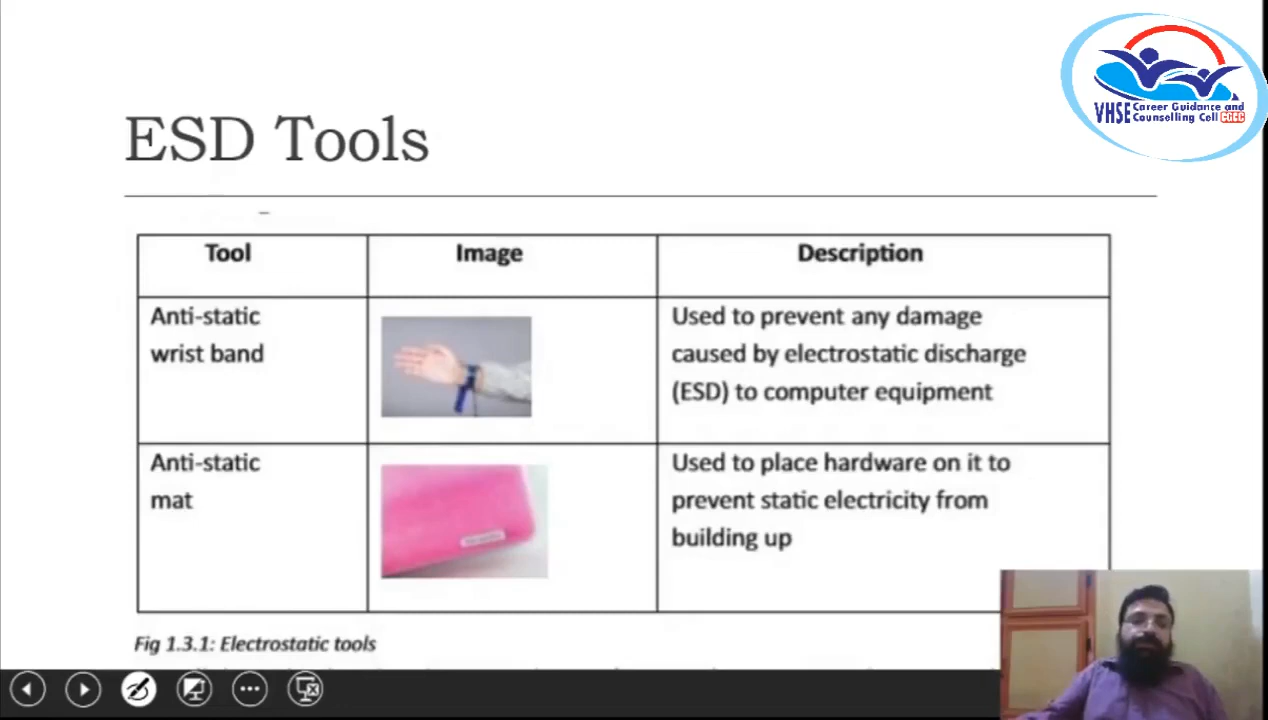 VHSE Career Guidance and
Counselling Cell CGCC
ESD Tools
Tool Image Description
Anti-static
wrist band
Used to prevent any damage
caused by electrostatic discharge
(ESD) to computer equipment
Anti-static
mat
Used to place hardware on it to
prevent static electricity from
building up
Fig 1.3.1: Electrostatic tools